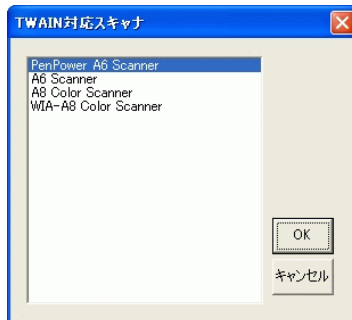 TWAIN対応スキャナ
PenPower A6 Scanner
A6 Scanner
A8 Color Scanner
WIA-A8 Color Scanner
OK
キャンセル